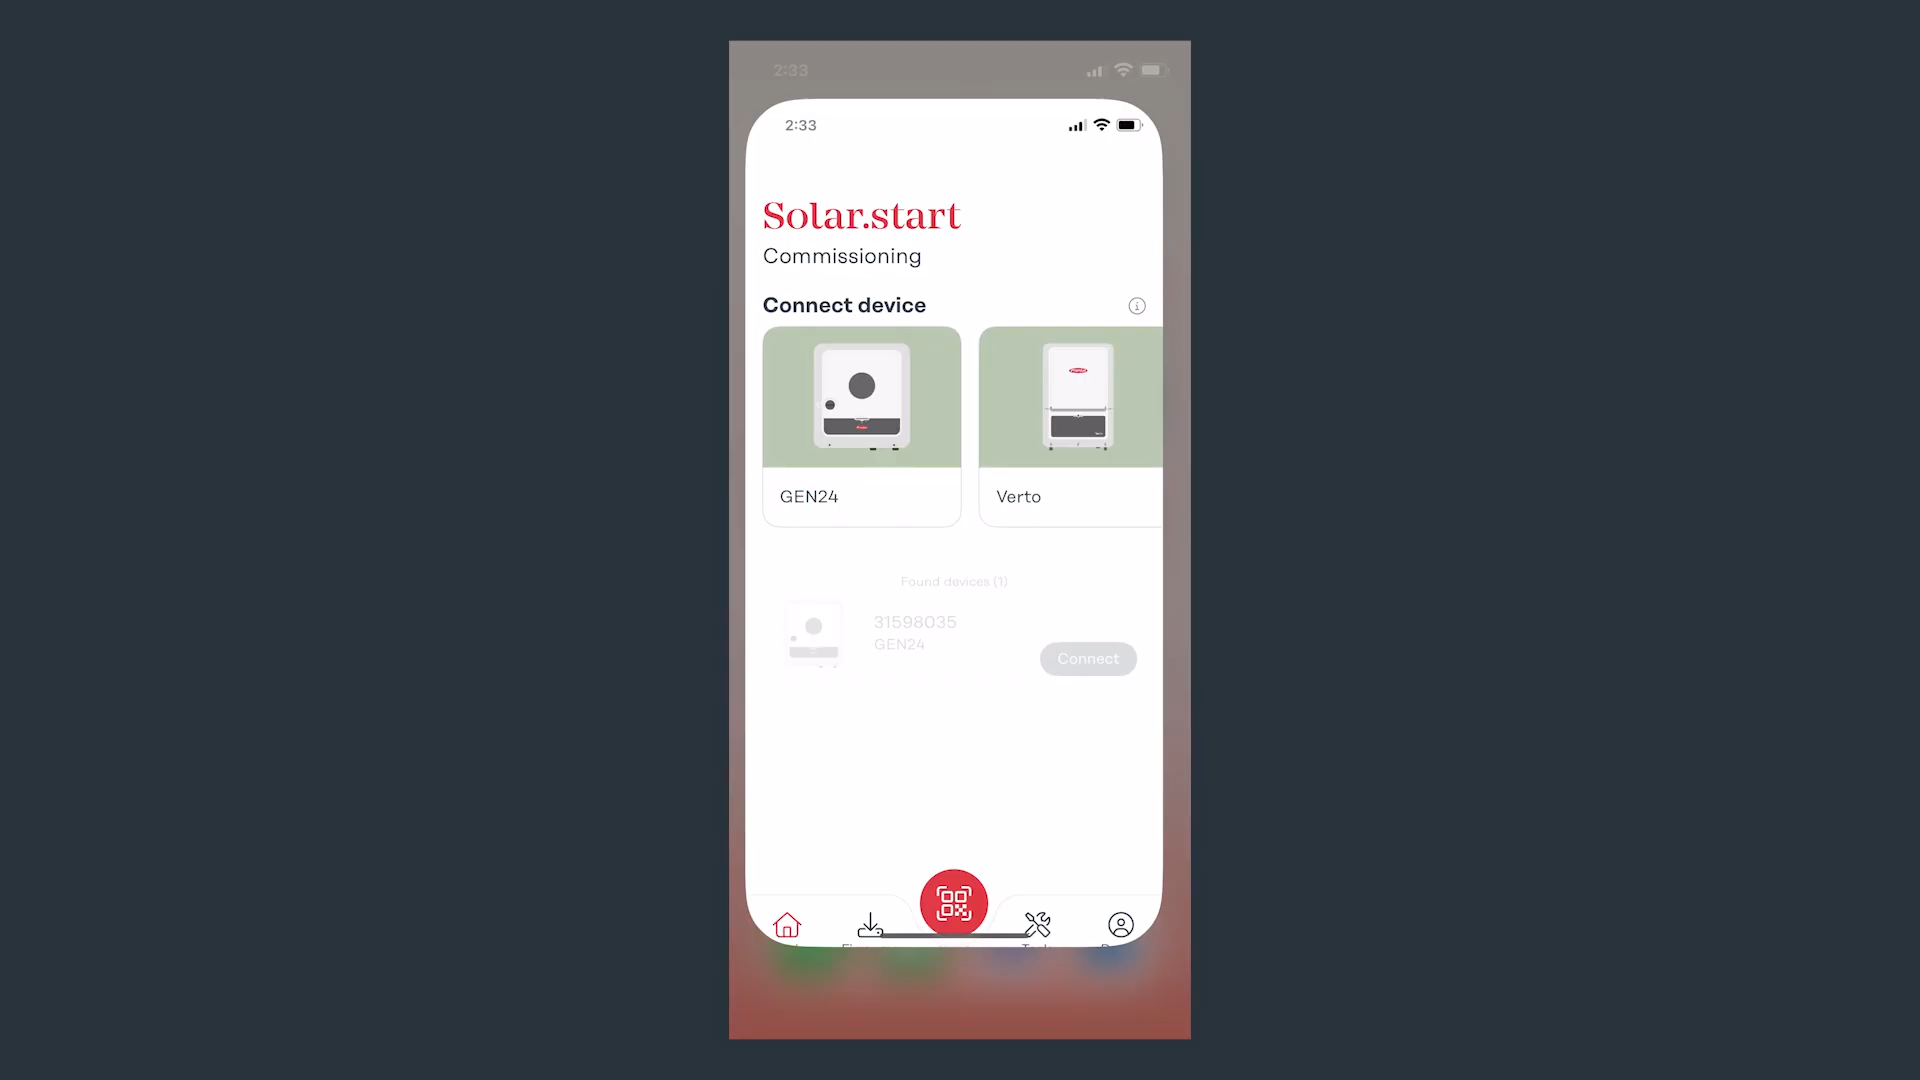 2:33
2:33
Solar.start
Commissioning
Connect device
GEN24
Verto
Found devices (1)
31598035
GEN24
Connect